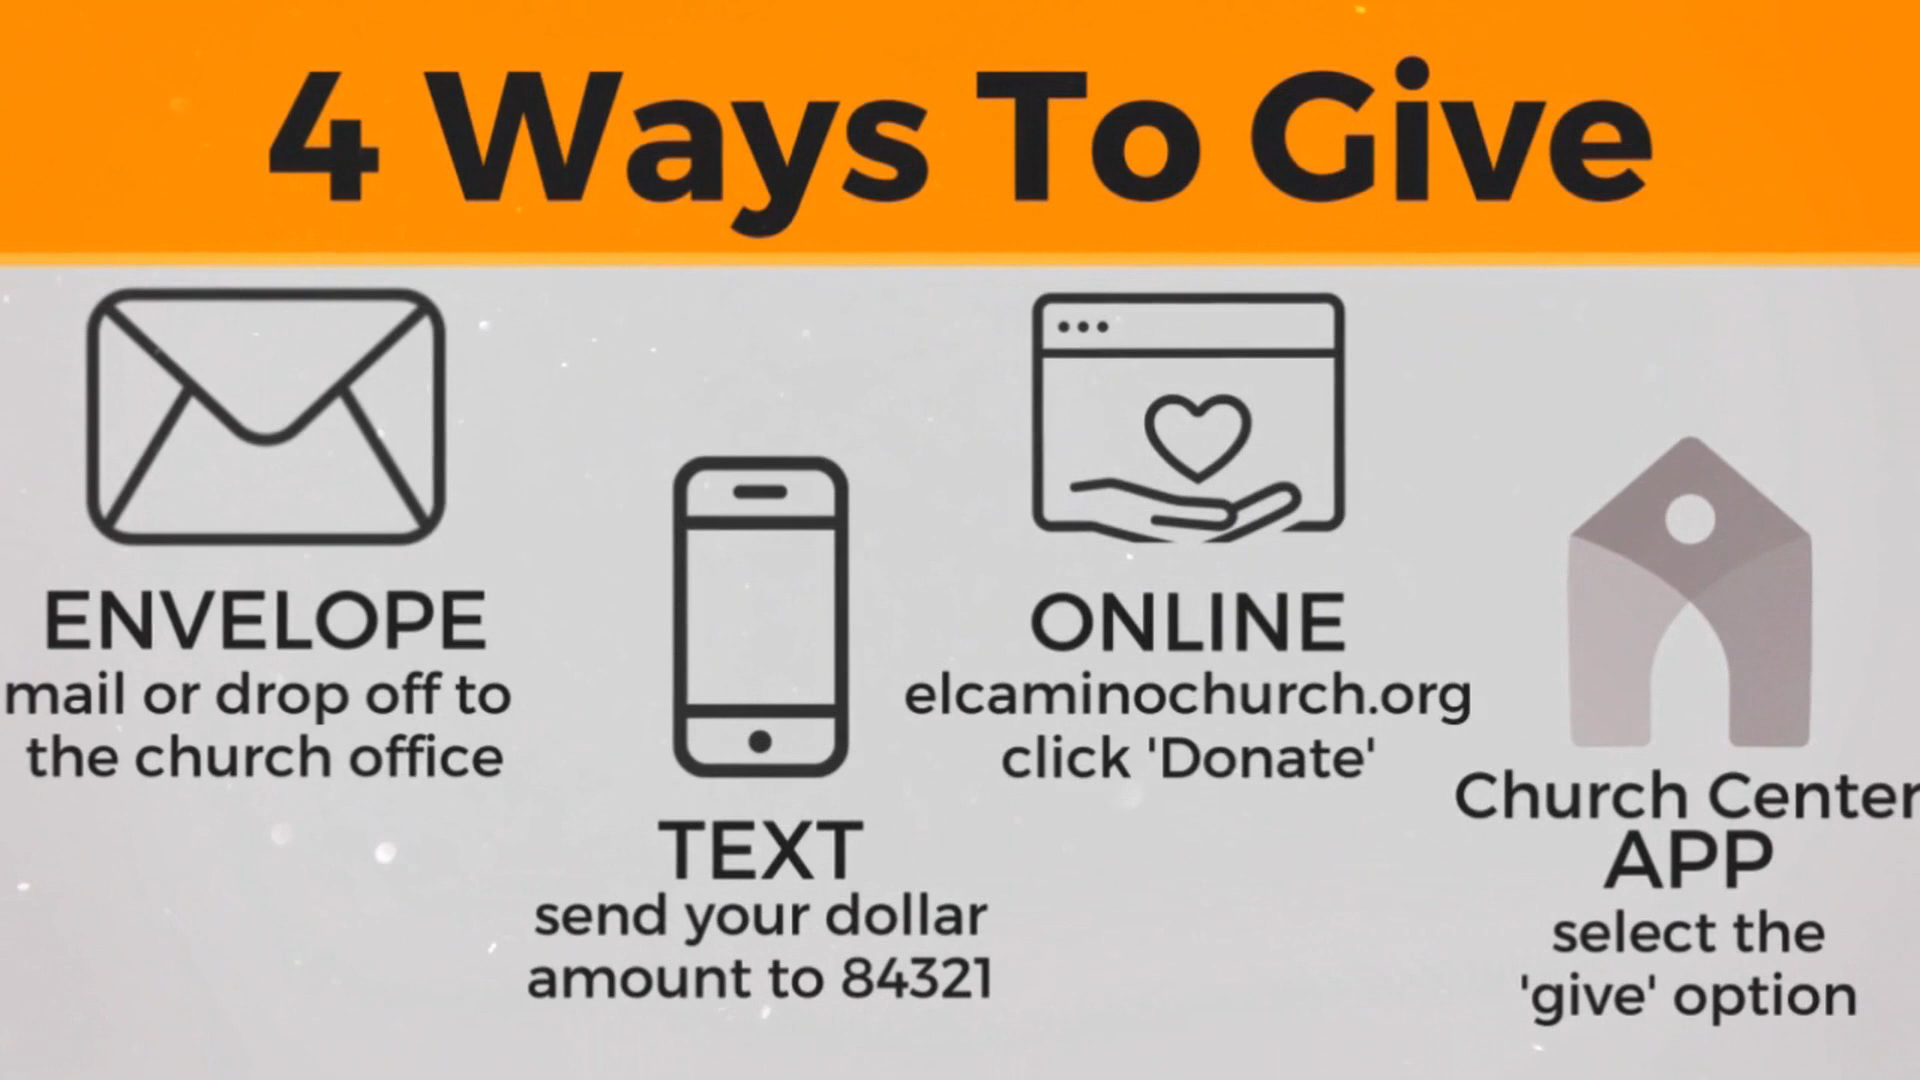 4 Ways To Give
ENVELOPE
mail or drop off to
the church office
TEXT
send your dollar
amount to 84321
ONLINE
elcaminochurch.org
click 'Donate'
Church Center
APP
select the
'give' option